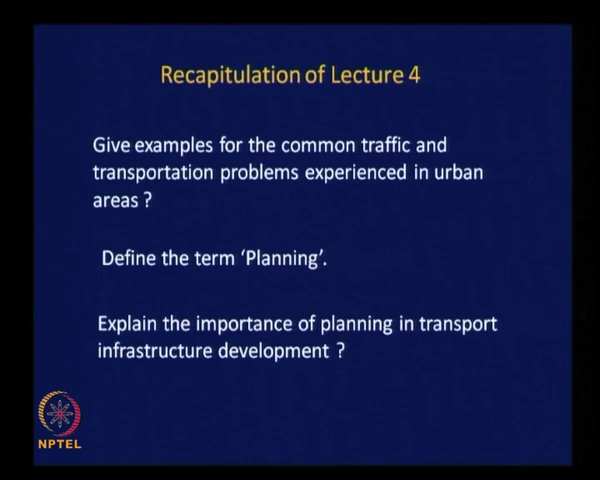 Recapitulation of Lecture 4
Give examples for the common traffic and
transportation problems experienced in urban
areas ?
Define the term ‘Planning’.
Explain the importance of planning in transport
infrastructure development ?
NPTEL